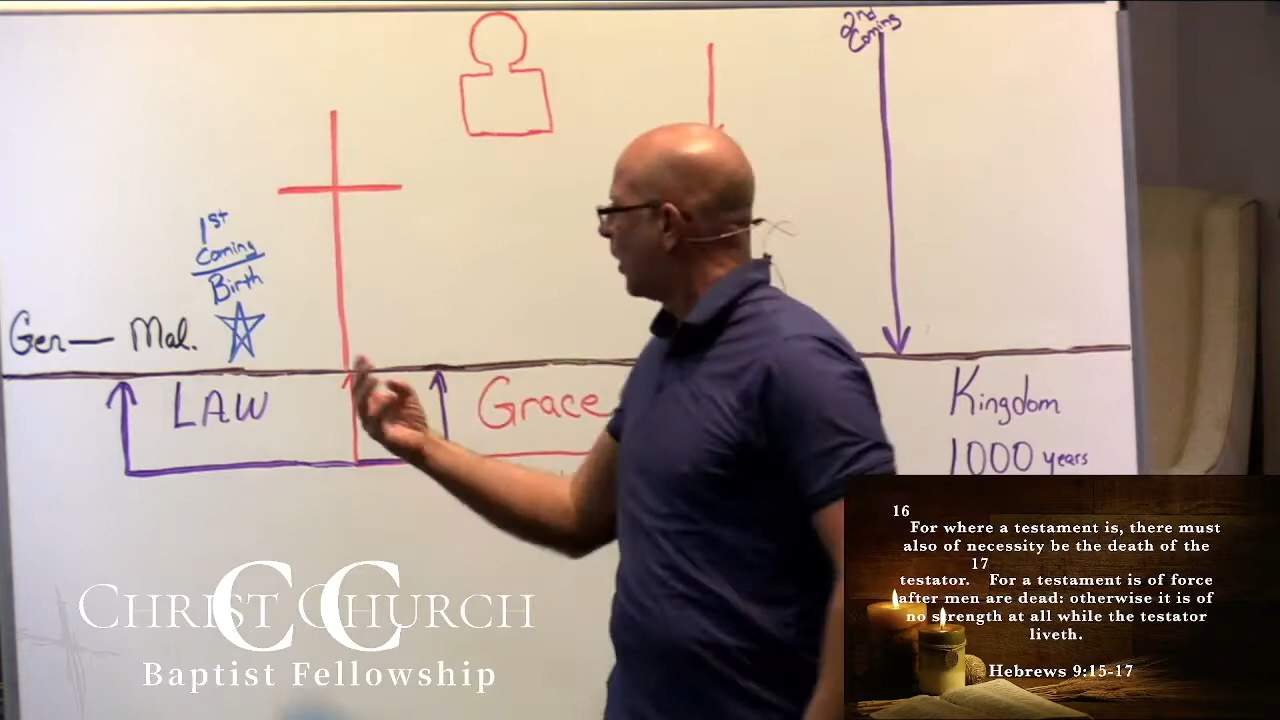 2nd
Coming
1st
Coming
Birth
Gen — Mal.
LAW
Grace
Kingdom
1000 years
CC
CHRIST CHURCH
Baptist Fellowship
16
For where a testament is, there must
also of necessity be the death of the
17
testator. For a testament is of force
after men are dead: otherwise it is of
no strength at all while the testator
liveth.
Hebrews 9:15-17